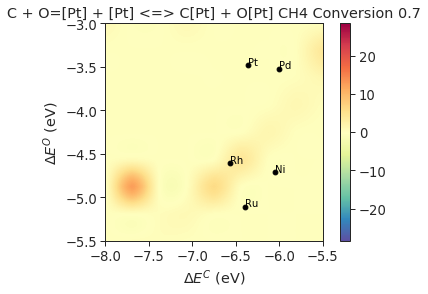 C + O=[Pt] + [Pt] <=> C[Pt] + O[Pt] CH4 Conversion 0.7
−3.0
−3.5
−4.0
−4.5
−5.0
−5.5
ΔE^O (eV)
Pt
Pd
Rh
Ni
Ru
−8.0 −7.5 −7.0 −6.5 −6.0 −5.5
ΔE^C (eV)
20
10
0
−10
−20